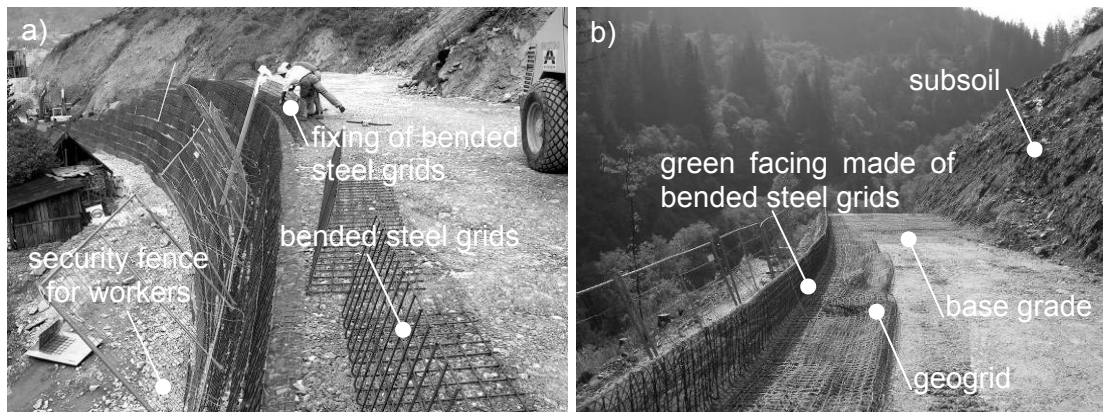 a)
fixing of bended
steel grids
bended steel grids
security fence
for workers
b)
subsoil
green facing made of
bended steel grids
base grade
geogrid